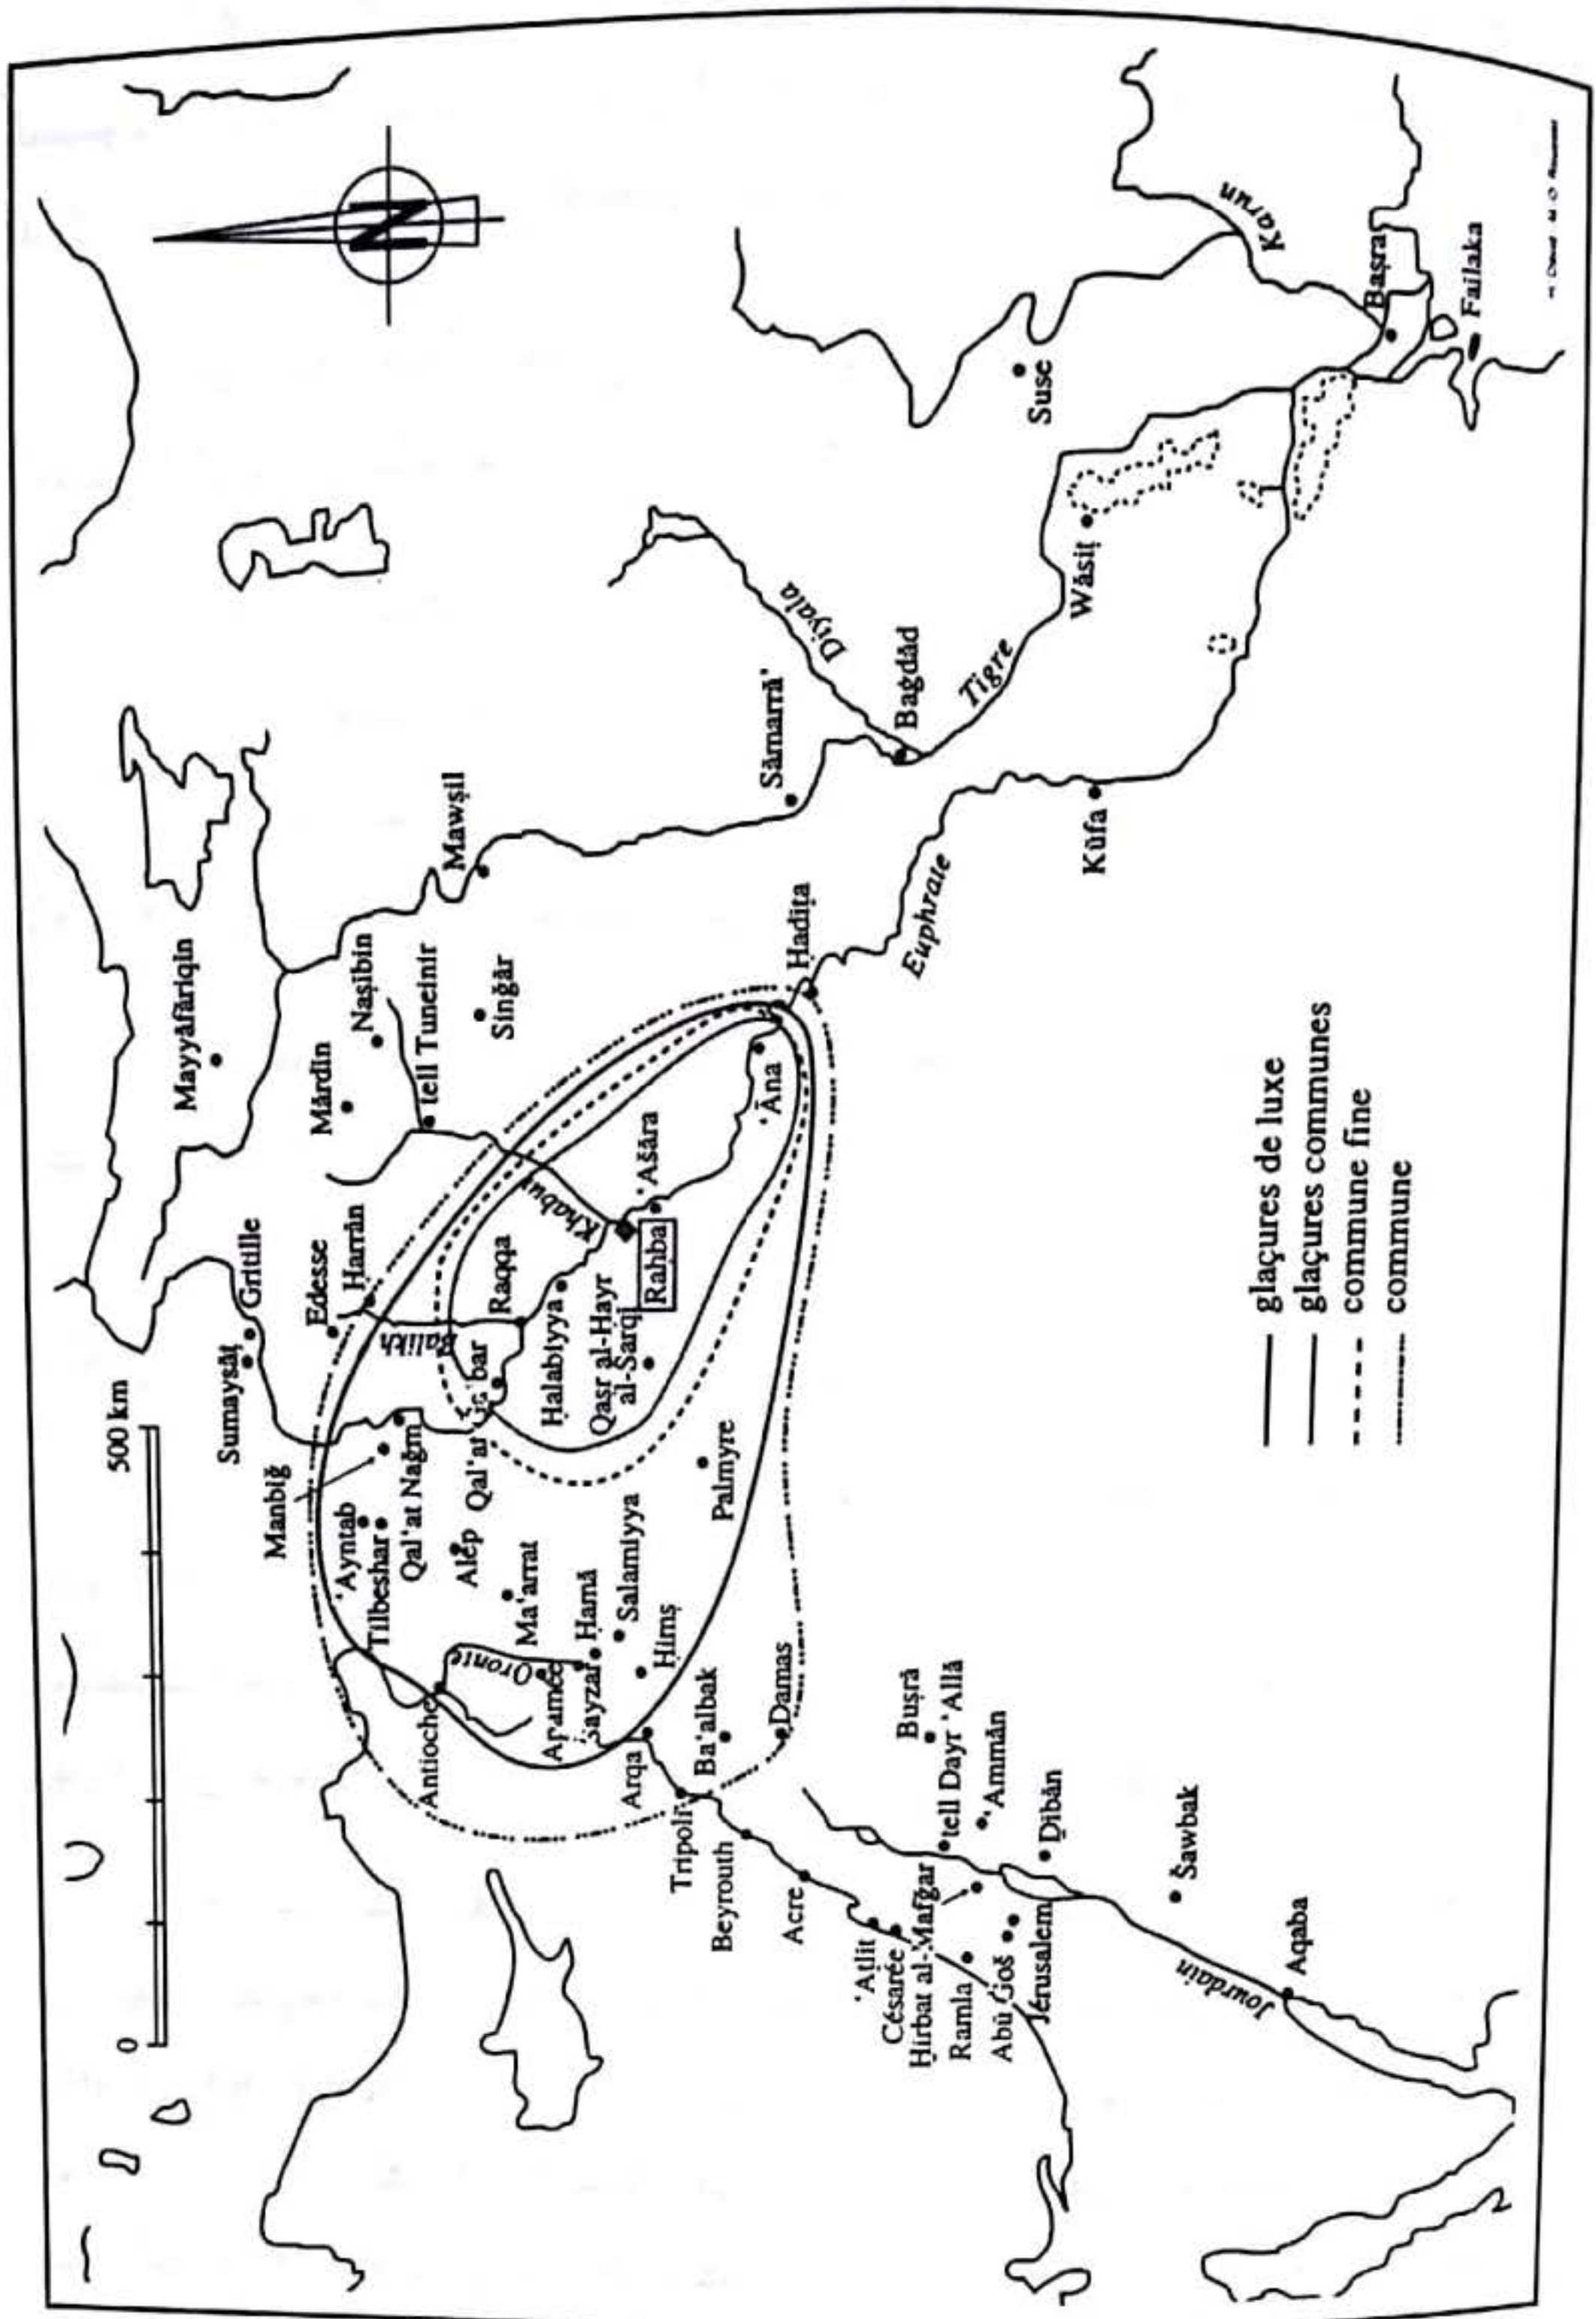 0
500 km
N
Sumaysāṭ
Gritille
Mayyāfāriqīn
Edesse
Ḥarrān
Mārdīn
Naṣībīn
Mawṣil
Manbiǧ
‘Ayntab
Tilbeshar
Qal‘at Naǧm
Balikh
tell Tuneinir
Singǎr
Alep
Raqqa
Khabur
Antioche
Oronte
Ma‘arrat
Ḥalabiyya
Apamée
Šayzar
Ḥamā
Salamiyya
Qaṣr al-Ḥayr
al-Šarqī
Raḥba
‘Ašāra
Arqa
Ḥimṣ
Palmyre
‘Āna
Ḥadīṯa
Sāmarrā’
Diyala
Tripoli
Ba‘albak
Beyrouth
Damas
Bagdād
Acre
Euphrate
Tigre
‘Atlīt
Césarée
Ḥirbat al-Mafǧar
Buṣrā
tell Dayr ‘Allā
Ramla
‘Ammān
Abū Ġoš
Jérusalem
Ḏibān
Kūfa
Wāsiṭ
Suse
Karun
Šawbak
Jourdain
Aqaba
Baṣra
Failaka
glaçures de luxe
glaçures communes
commune fine
commune